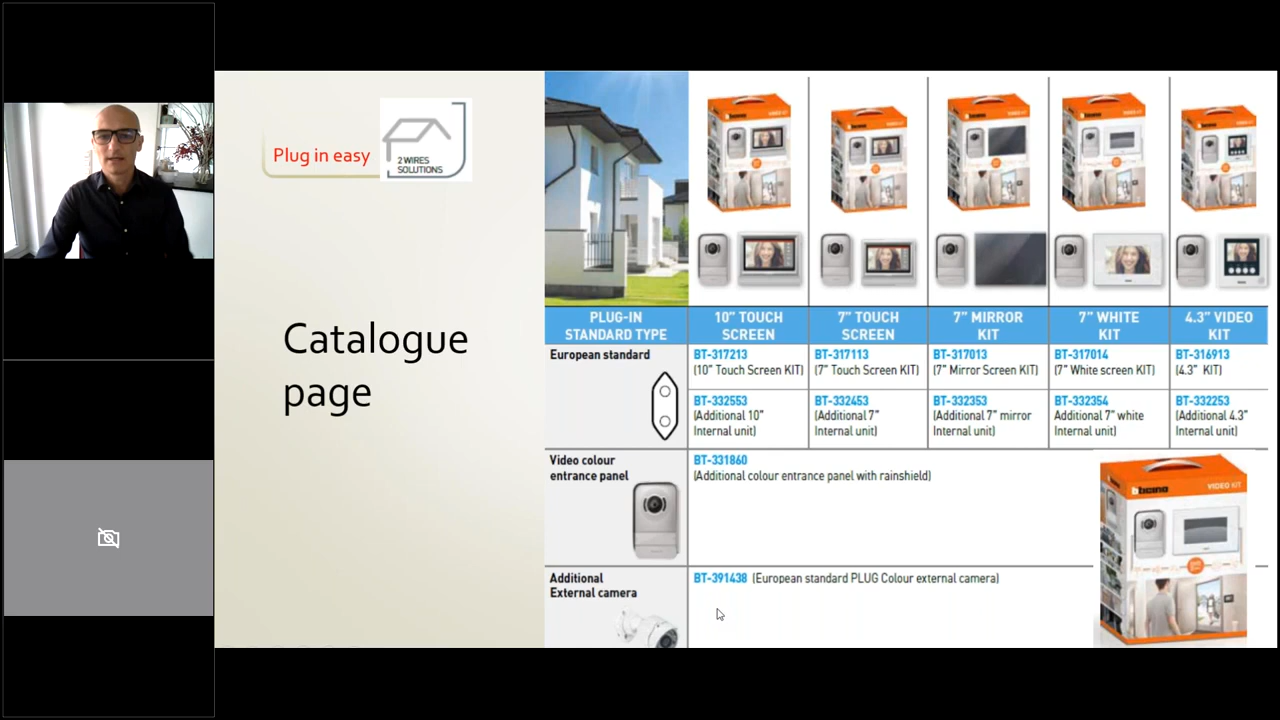 Plug in easy
2 WIRES
SOLUTIONS
Catalogue
page
PLUG-IN
STANDARD TYPE
10" TOUCH
SCREEN
7" TOUCH
SCREEN
7" MIRROR
KIT
7" WHITE
KIT
4.3" VIDEO
KIT
European standard
BT-317213
(10" Touch Screen KIT)
BT-317113
(7" Touch Screen KIT)
BT-317013
(7" Mirror Screen KIT)
BT-317014
(7" White screen KIT)
BT-316913
(4.3" KIT)
BT-332553
(Additional 10"
Internal unit)
BT-332453
(Additional 7"
Internal unit)
BT-332353
(Additional 7" mirror
Internal unit)
BT-332354
Additional 7" white
Internal unit)
BT-332253
(Additional 4.3"
Internal unit)
Video colour
entrance panel
BT-331860
(Additional colour entrance panel with rainshield)
bticino
VIDEO KIT
Additional
External camera
BT-391438 (European standard PLUG Colour external camera)